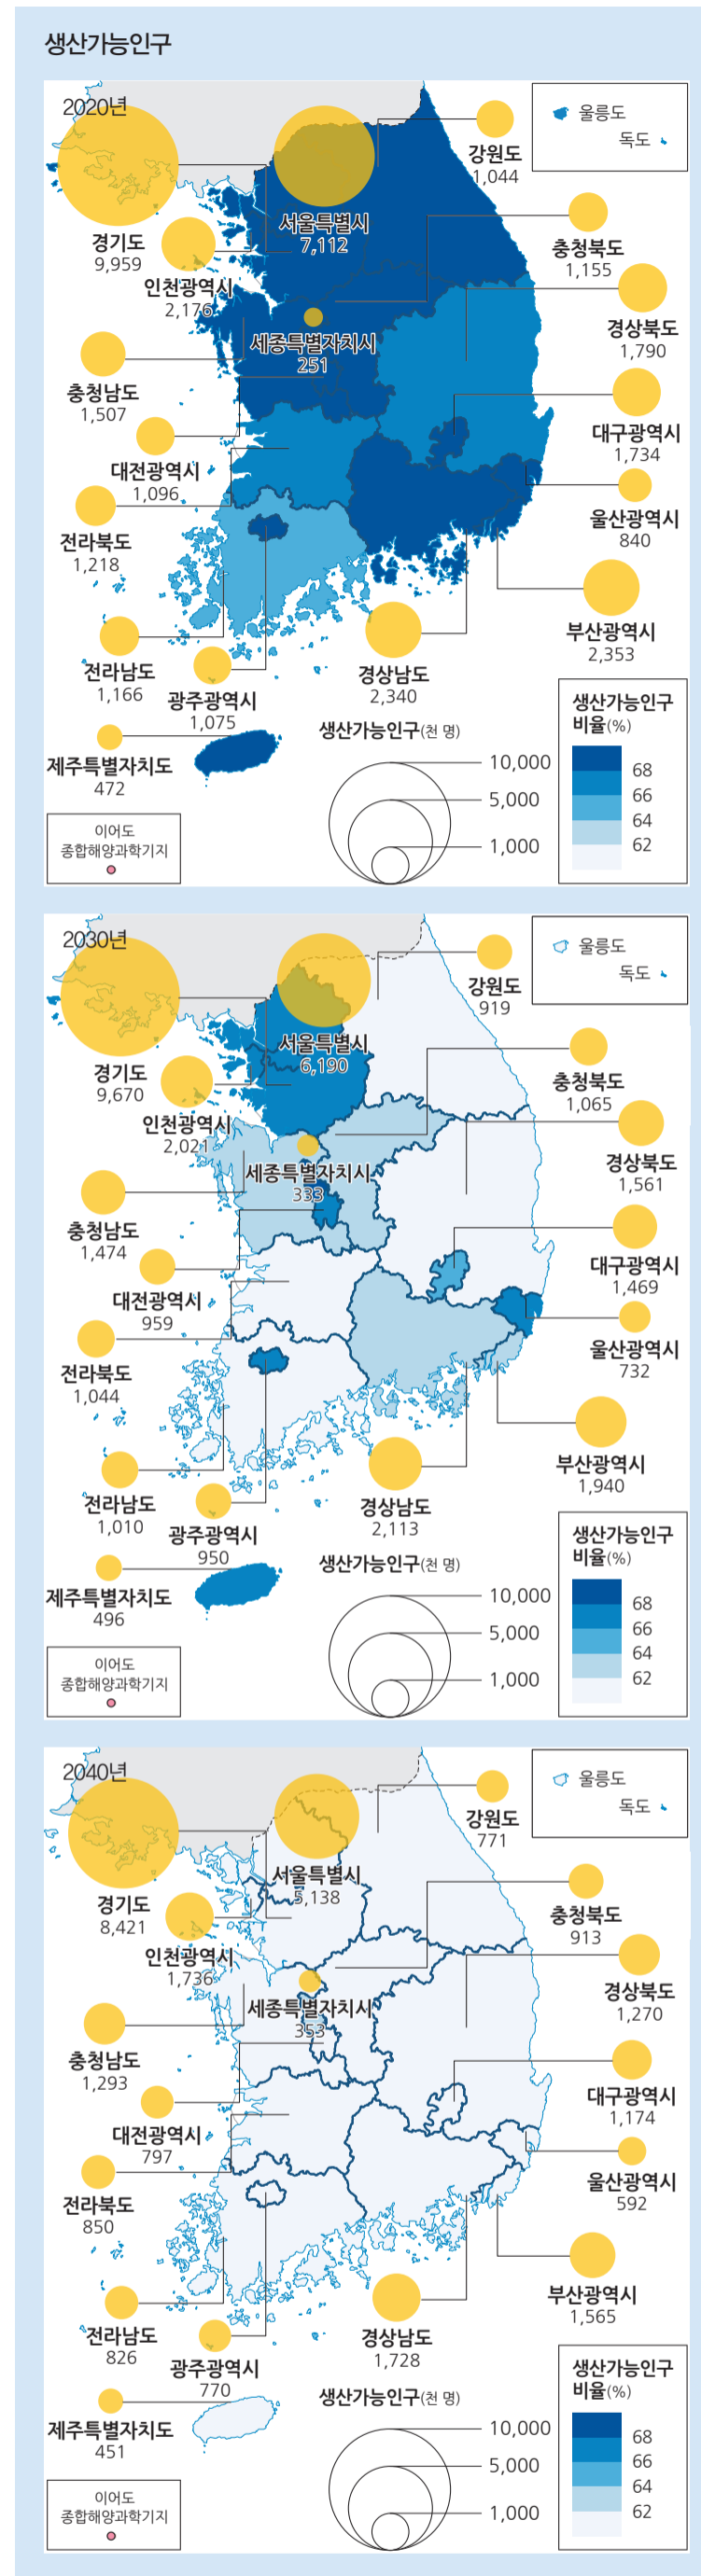 생산가능인구
2020년
울릉도
독도
강원도
1,044
서울특별시
7,112
경기도
9,959
충청북도
1,155
인천광역시
2,176
경상북도
1,790
세종특별자치시
251
충청남도
1,507
대구광역시
1,734
대전광역시
1,096
울산광역시
840
전라북도
1,218
부산광역시
2,353
전라남도
1,166
경상남도
2,340
광주광역시
1,075
제주특별자치도
472
이어도
종합해양과학기지
생산가능인구(천 명)
10,000
5,000
1,000
생산가능인구
비율(%)
68
66
64
62
2030년
울릉도
독도
강원도
919
서울특별시
6,190
경기도
9,670
충청북도
1,065
인천광역시
2,021
경상북도
1,561
세종특별자치시
333
충청남도
1,474
대구광역시
1,469
대전광역시
959
울산광역시
732
전라북도
1,044
부산광역시
1,940
전라남도
1,010
경상남도
2,113
광주광역시
950
제주특별자치도
496
이어도
종합해양과학기지
생산가능인구(천 명)
10,000
5,000
1,000
생산가능인구
비율(%)
68
66
64
62
2040년
울릉도
독도
강원도
771
서울특별시
5,138
경기도
8,421
충청북도
913
인천광역시
1,736
경상북도
1,270
세종특별자치시
353
충청남도
1,293
대구광역시
1,174
대전광역시
797
울산광역시
592
전라북도
850
부산광역시
1,565
전라남도
826
경상남도
1,728
광주광역시
770
제주특별자치도
451
이어도
종합해양과학기지
생산가능인구(천 명)
10,000
5,000
1,000
생산가능인구
비율(%)
68
66
64
62